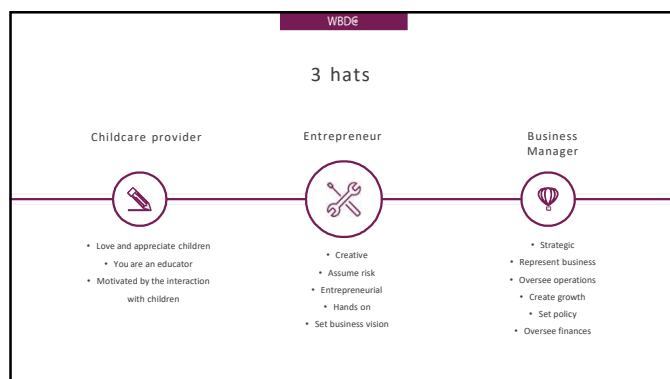 WBDC
3 hats
Childcare provider
• Love and appreciate children
• You are an educator
• Motivated by the interaction
with children
Entrepreneur
• Creative
• Assume risk
• Entrepreneurial
• Hands on
• Set business vision
Business
Manager
• Strategic
• Represent business
• Oversee operations
• Create growth
• Set policy
• Oversee finances